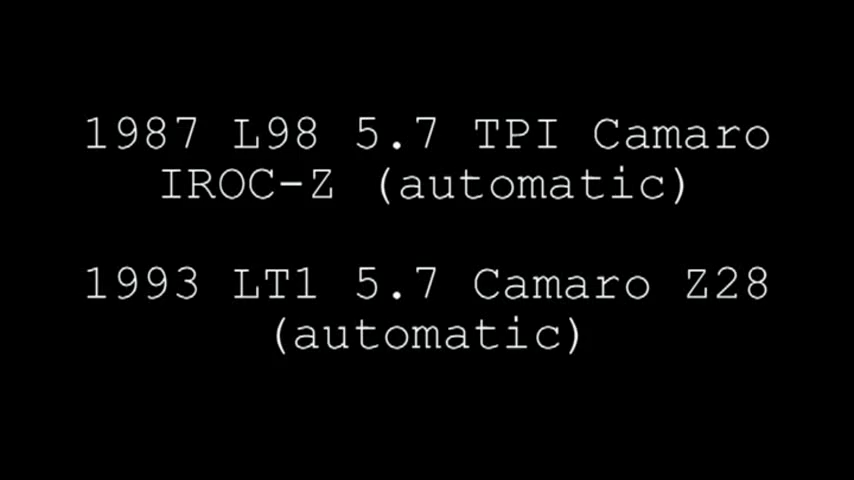 1987 L98 5.7 TPI Camaro
IROC-Z (automatic)
1993 LT1 5.7 Camaro Z28
(automatic)